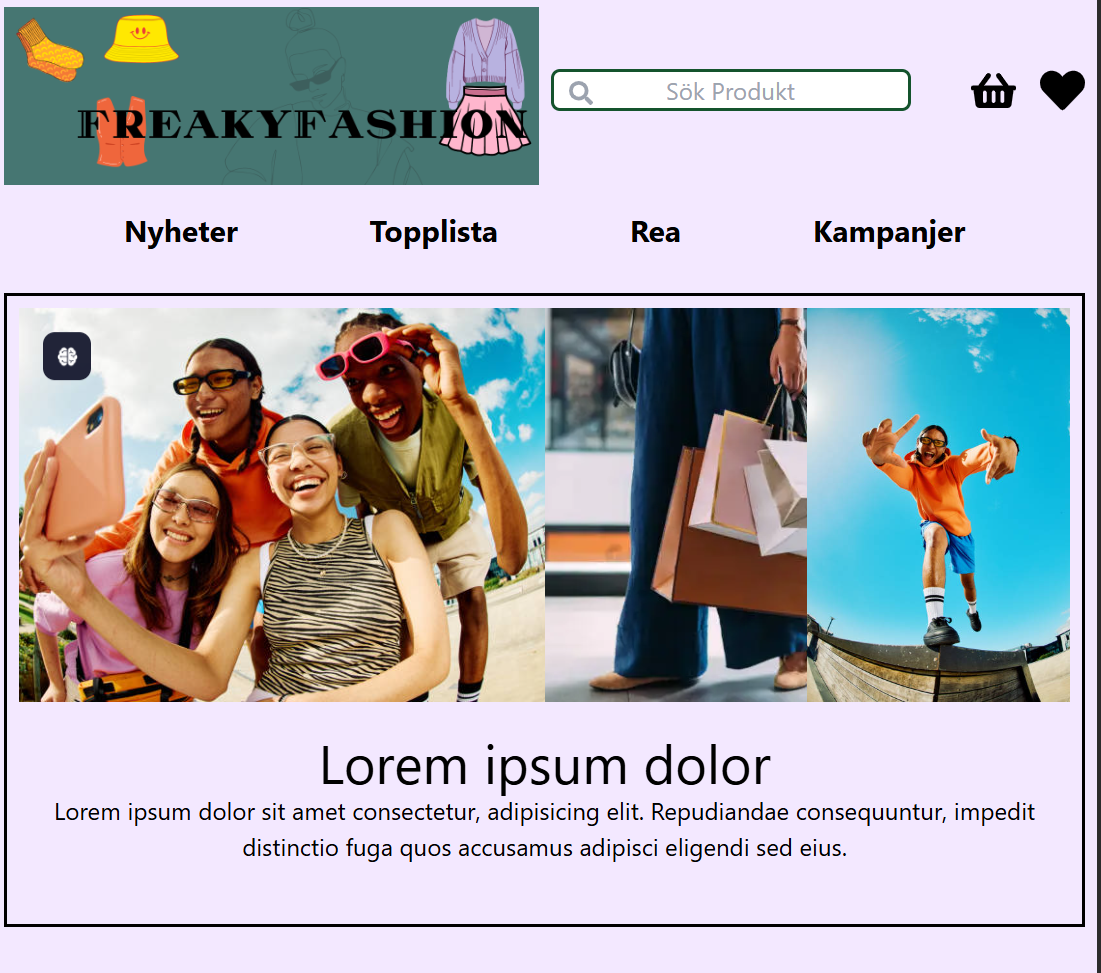 FREAKYFASHION
Sök Produkt
Nyheter Topplista Rea Kampanjer
Lorem ipsum dolor
Lorem ipsum dolor sit amet consectetur, adipisicing elit. Repudiandae consequuntur, impedit
distinctio fuga quos accusamus adipisci eligendi sed eius.